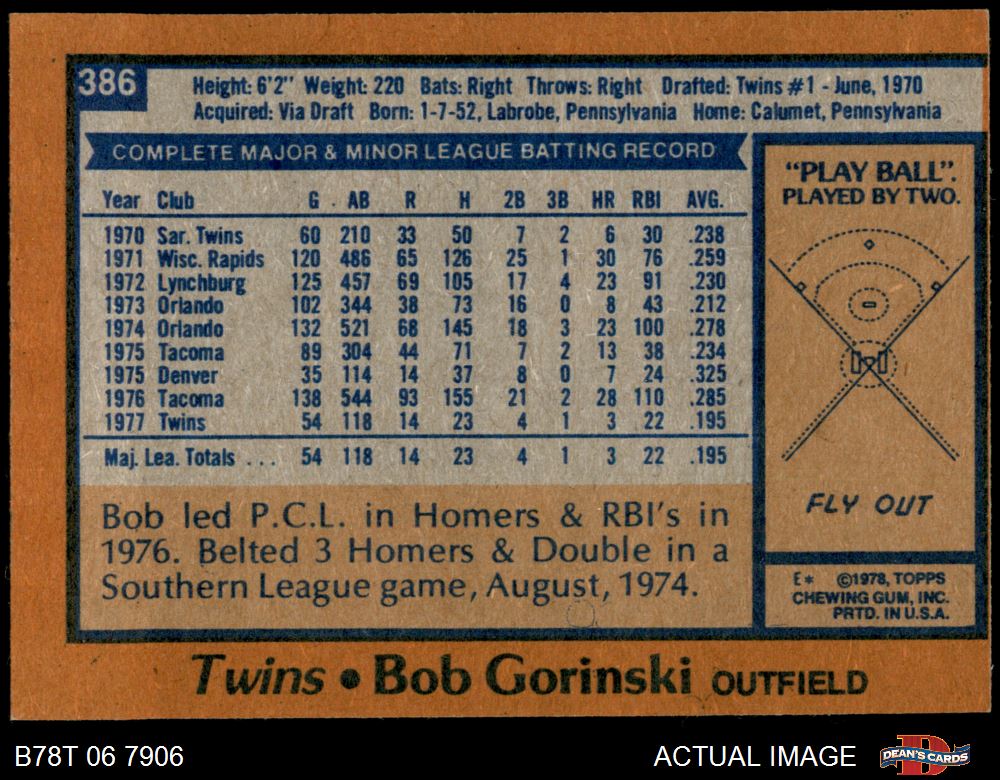 386
Height: 6'2" Weight: 220 Bats: Right Throws: Right Drafted: Twins #1 - June, 1970
Acquired: Via Draft Born: 1-7-52, Labrobe, Pennsylvania Home: Calumet, Pennsylvania
COMPLETE MAJOR & MINOR LEAGUE BATTING RECORD
Year Club G AB R H 2B 3B HR RBI AVG.
1970 Sar. Twins 60 210 33 50 7 2 6 30 .238
1971 Wisc. Rapids 120 486 65 126 25 1 30 76 .259
1972 Lynchburg 125 457 69 105 17 4 23 91 .230
1973 Orlando 102 344 38 73 16 0 8 43 .212
1974 Orlando 132 521 68 145 18 3 23 100 .278
1975 Tacoma 89 304 44 71 7 2 13 38 .234
1975 Denver 35 114 14 37 8 0 7 24 .325
1976 Tacoma 138 544 93 155 21 2 28 110 .285
1977 Twins 54 118 14 23 4 1 3 22 .195
Maj. Lea. Totals ... 54 118 14 23 4 1 3 22 .195
Bob led P.C.L. in Homers & RBI's in
1976. Belted 3 Homers & Double in a
Southern League game, August, 1974.
"PLAY BALL".
PLAYED BY TWO.
FLY OUT
E* ©1978, TOPPS
CHEWING GUM, INC.
PRTD. IN U.S.A.
Twins • Bob Gorinski OUTFIELD
B78T 06 7906
ACTUAL IMAGE
DEAN'S CARDS